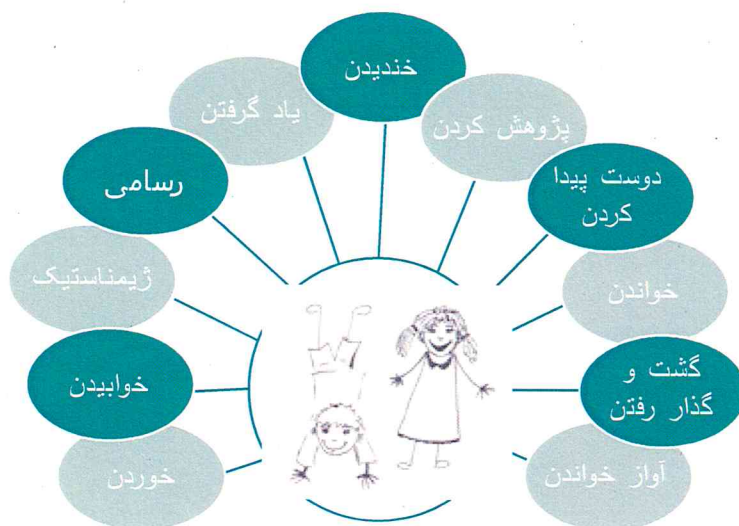 خندیدن
یاد گرفتن
پژوهش کردن
رسامی
دوست پیدا
کردن
ژیمناستیک
خواندن
خوابیدن
گشت و
گذار رفتن
خوردن
آواز خواندن